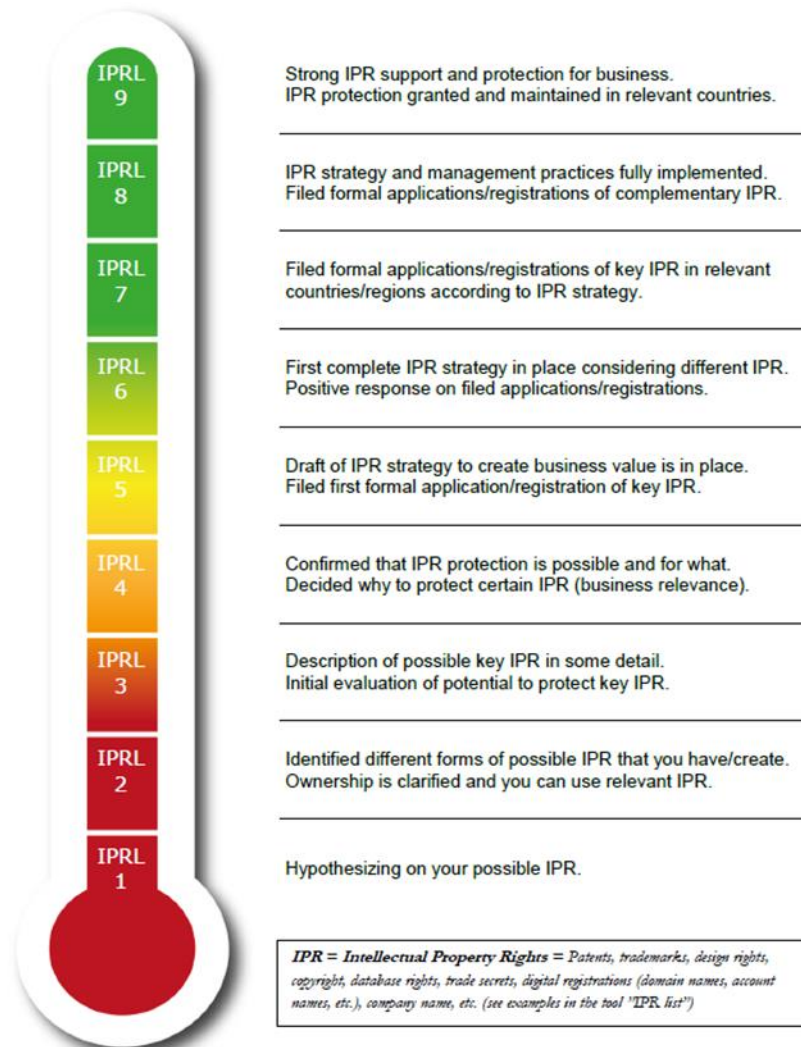 IPRL
9
Strong IPR support and protection for business.
IPR protection granted and maintained in relevant countries.
IPRL
8
IPR strategy and management practices fully implemented.
Filed formal applications/registrations of complementary IPR.
IPRL
7
Filed formal applications/registrations of key IPR in relevant
countries/regions according to IPR strategy.
IPRL
6
First complete IPR strategy in place considering different IPR.
Positive response on filed applications/registrations.
IPRL
5
Draft of IPR strategy to create business value is in place.
Filed first formal application/registration of key IPR.
IPRL
4
Confirmed that IPR protection is possible and for what.
Decided why to protect certain IPR (business relevance).
IPRL
3
Description of possible key IPR in some detail.
Initial evaluation of potential to protect key IPR.
IPRL
2
Identified different forms of possible IPR that you have/create.
Ownership is clarified and you can use relevant IPR.
IPRL
1
Hypothesizing on your possible IPR.
IPR = Intellectual Property Rights = Patents, trademarks, design rights,
copyright, database rights, trade secrets, digital registrations (domain names, account
names, etc.), company name, etc. (see examples in the tool "IPR list")